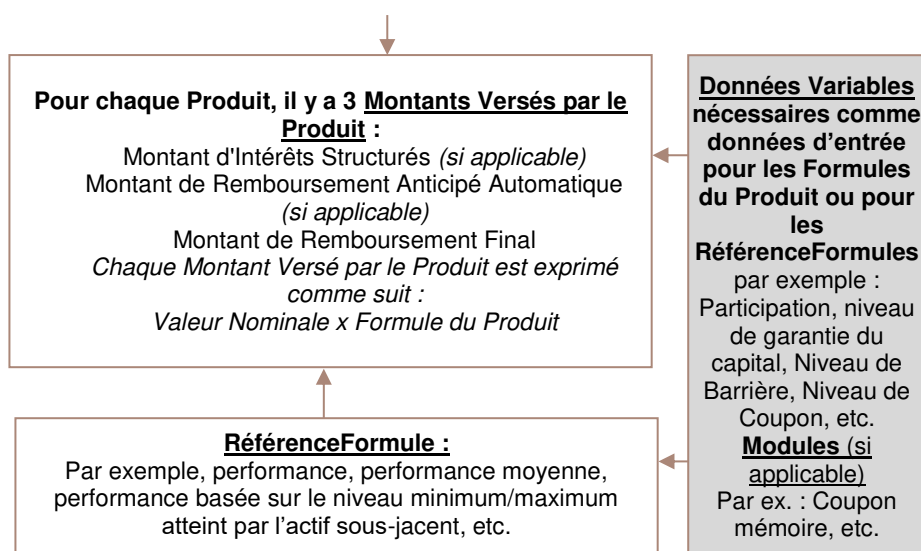 Pour chaque Produit, il y a 3 Montants Versés par le
Produit :
Montant d'Intérêts Structurés (si applicable)
Montant de Remboursement Anticipé Automatique
(si applicable)
Montant de Remboursement Final
Chaque Montant Versé par le Produit est exprimé
comme suit :
Valeur Nominale x Formule du Produit
RéférenceFormule :
Par exemple, performance, performance moyenne,
performance basée sur le niveau minimum/maximum
atteint par l’actif sous-jacent, etc.
Données Variables
nécessaires comme
données d’entrée
pour les Formules
du Produit ou pour
les
RéférenceFormules
par exemple :
Participation, niveau
de garantie du
capital, Niveau de
Barrière, Niveau de
Coupon, etc.
Modules (si
applicable)
Par ex. : Coupon
mémoire, etc.